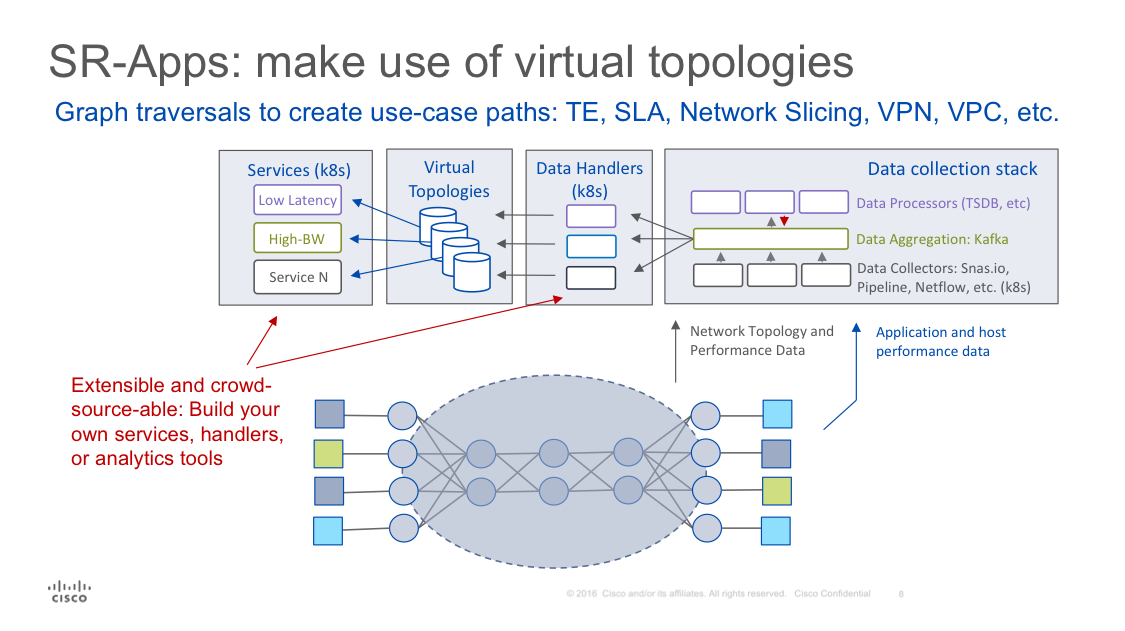 SR-Apps: make use of virtual topologies
Graph traversals to create use-case paths: TE, SLA, Network Slicing, VPN, VPC, etc.
Services (k8s)
Low Latency
High-BW
Service N
Virtual
Topologies
Data Handlers
(k8s)
Data collection stack
Data Processors (TSDB, etc)
Data Aggregation: Kafka
Data Collectors: Snas.io,
Pipeline, Netflow, etc. (k8s)
Network Topology and
Performance Data
Application and host
performance data
Extensible and crowd-
source-able: Build your
own services, handlers,
or analytics tools
CISCO
© 2016 Cisco and/or its affiliates. All rights reserved. Cisco Confidential
8